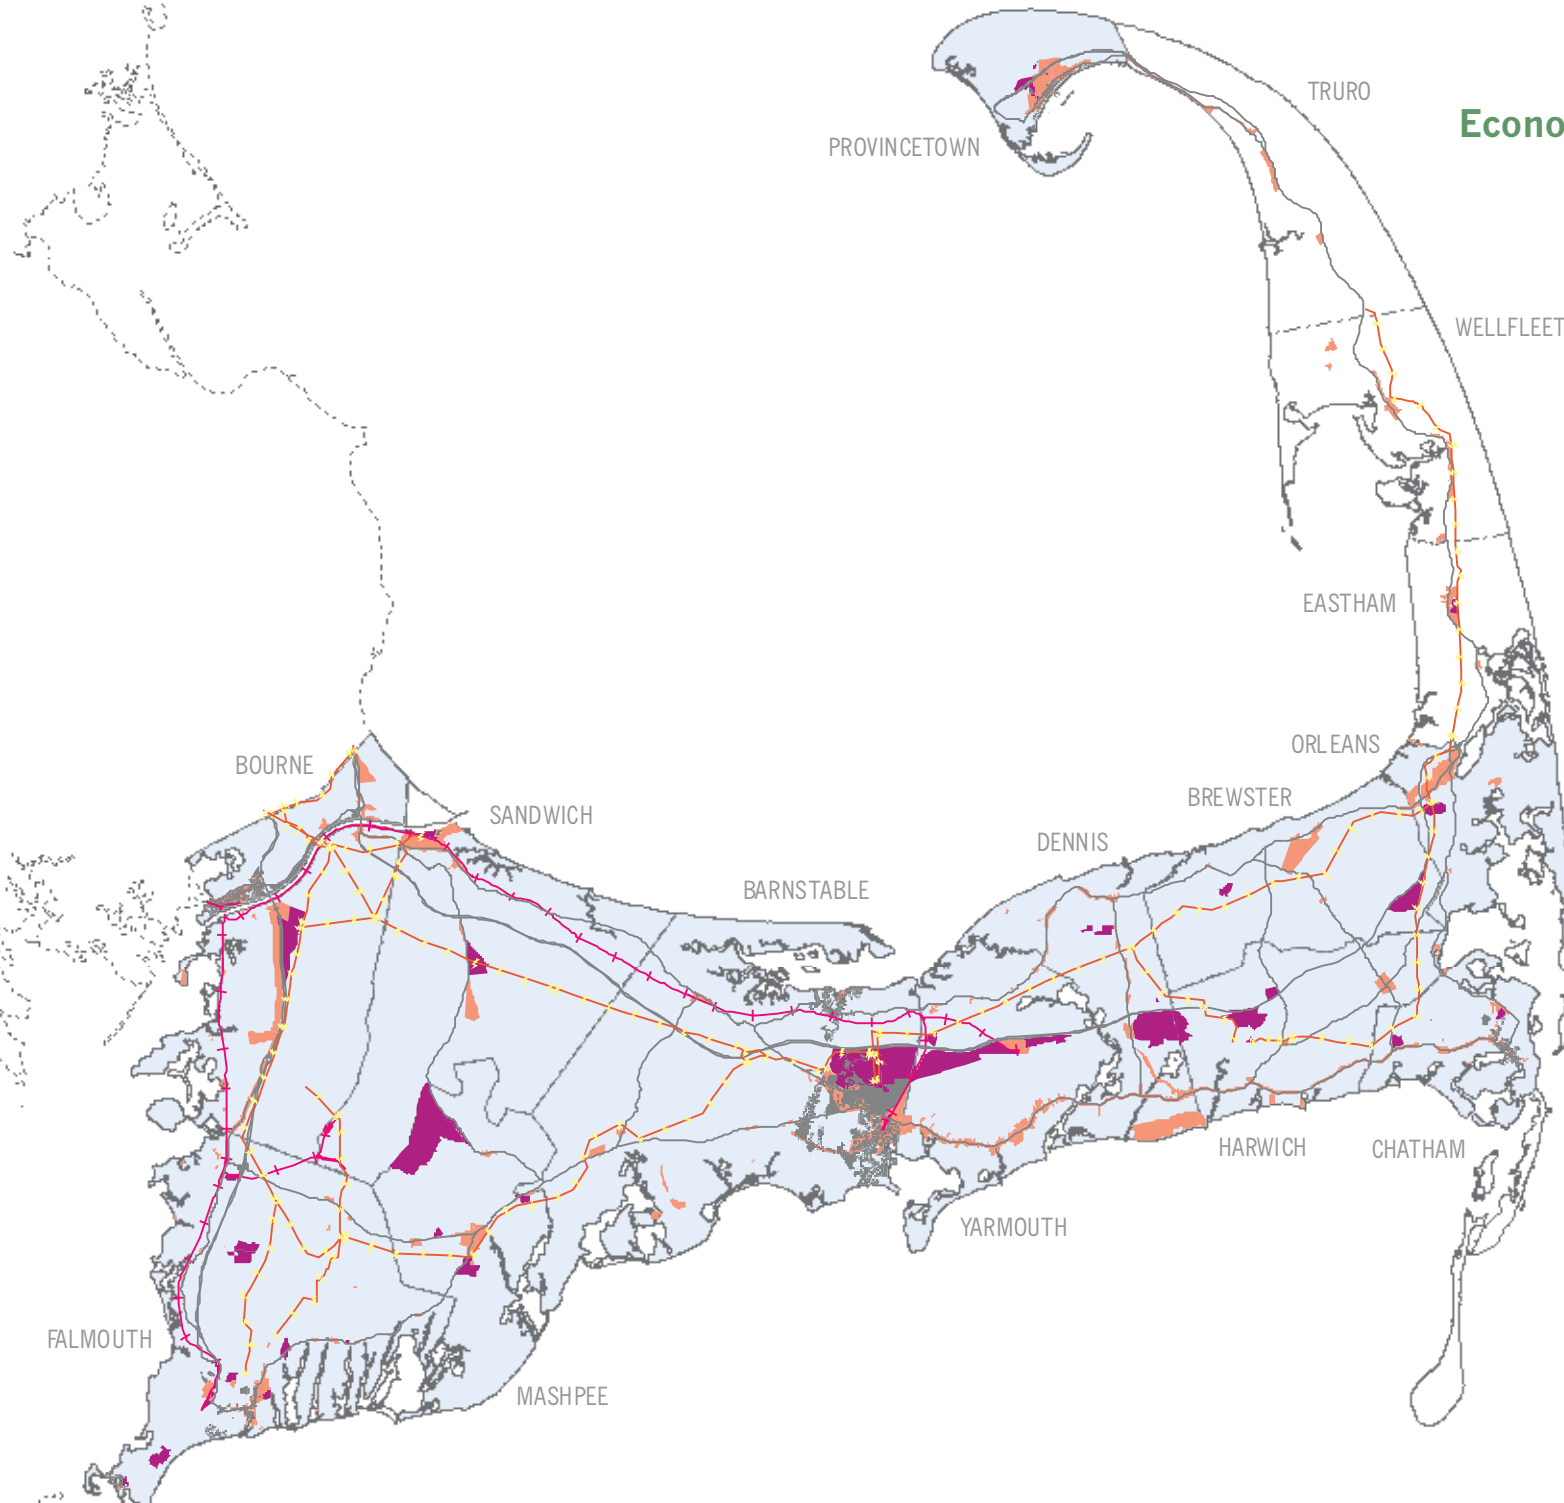 TRURO
Econo
PROVINCETOWN
WELLFLEET
EASTHAM
ORLEANS
BOURNE
BREWSTER
SANDWICH
DENNIS
BARNSTABLE
HARWICH
CHATHAM
YARMOUTH
FALMOUTH
MASHPEE